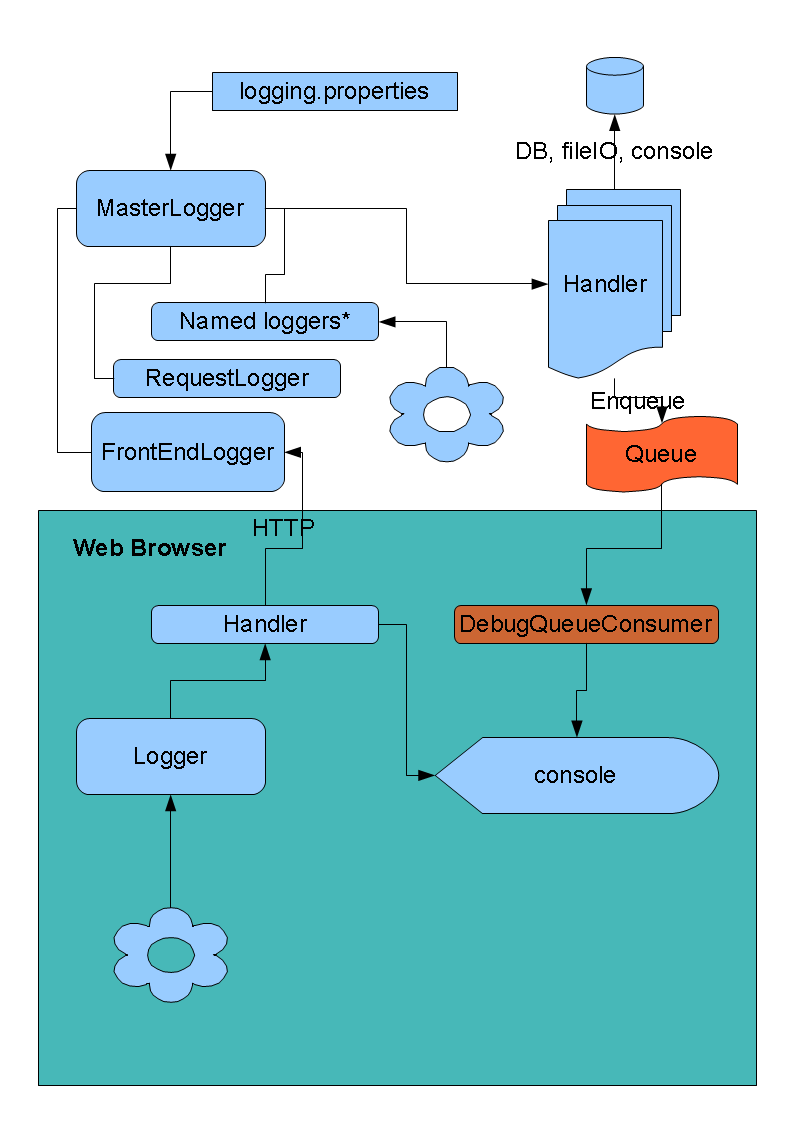 logging.properties
DB, fileIO, console
MasterLogger
Handler
Named loggers*
RequestLogger
Enqueue
FrontEndLogger
Queue
HTTP
Web Browser
Handler
DebugQueueConsumer
Logger
console